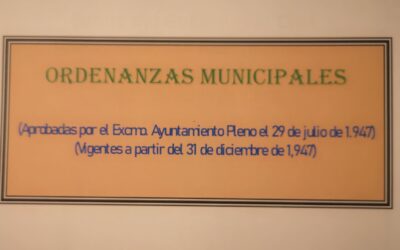 ORDENANZAS MUNICIPALES
(Aprobadas por el Excmo. Ayuntamiento Pleno el 29 de julio de 1.947)
(Vigentes a partir del 31 de diciembre de 1,947)